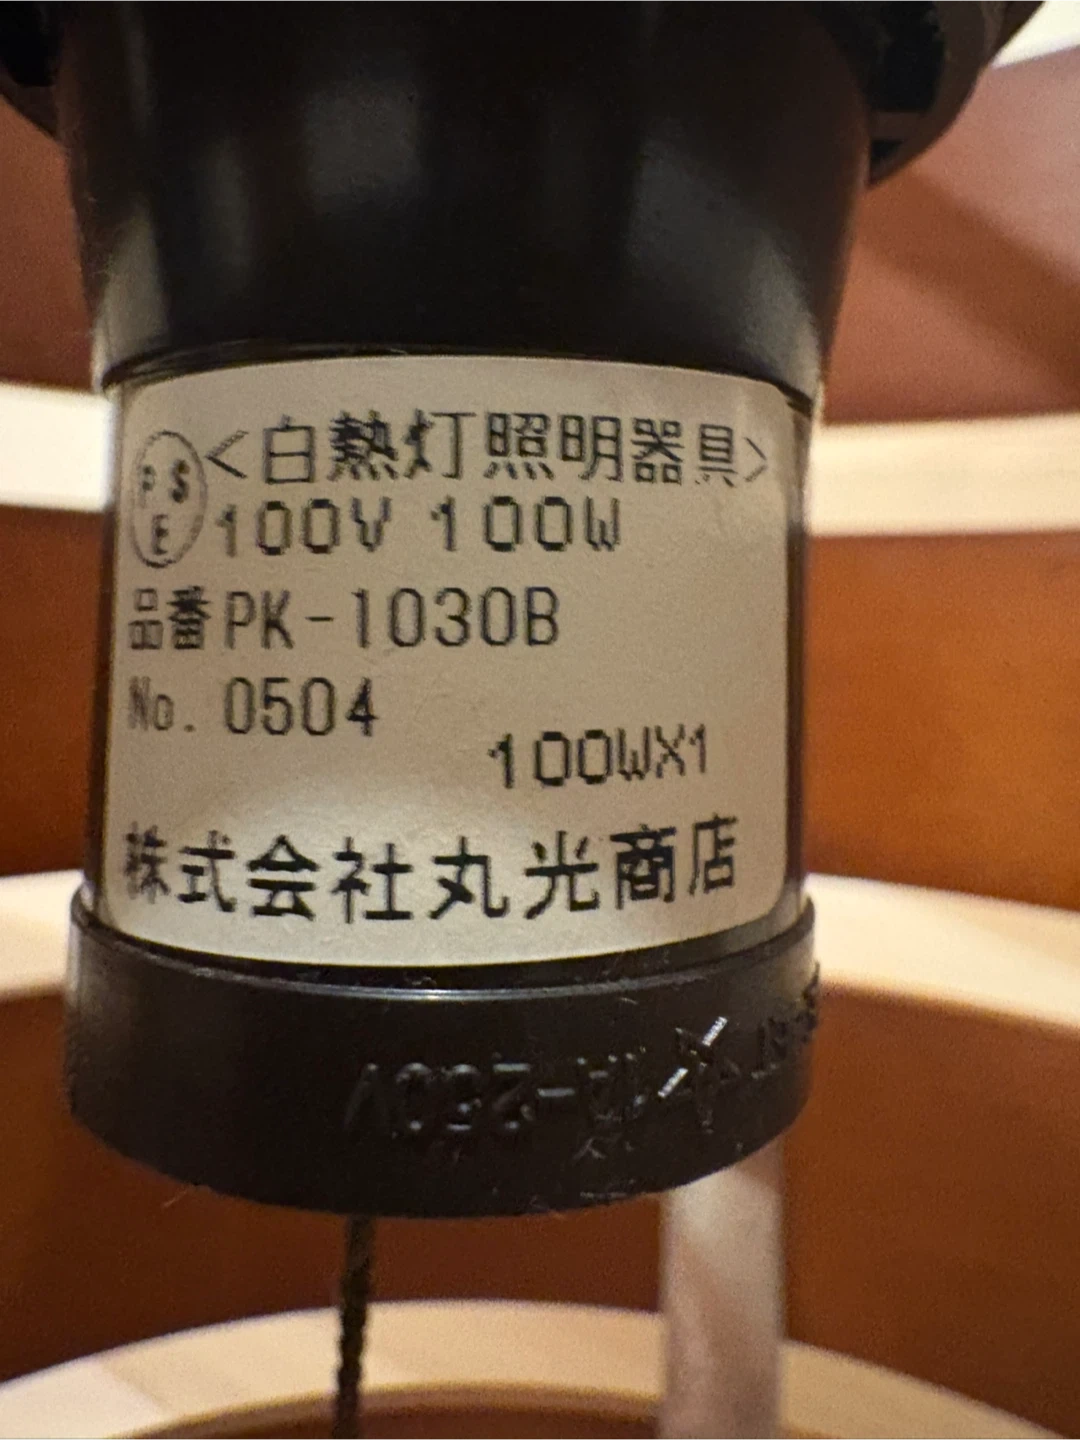 <白熱灯照明器具>
PSE
100V 100W
品番PK-1030B
No. 0504
100WX1
株式会社丸光商店